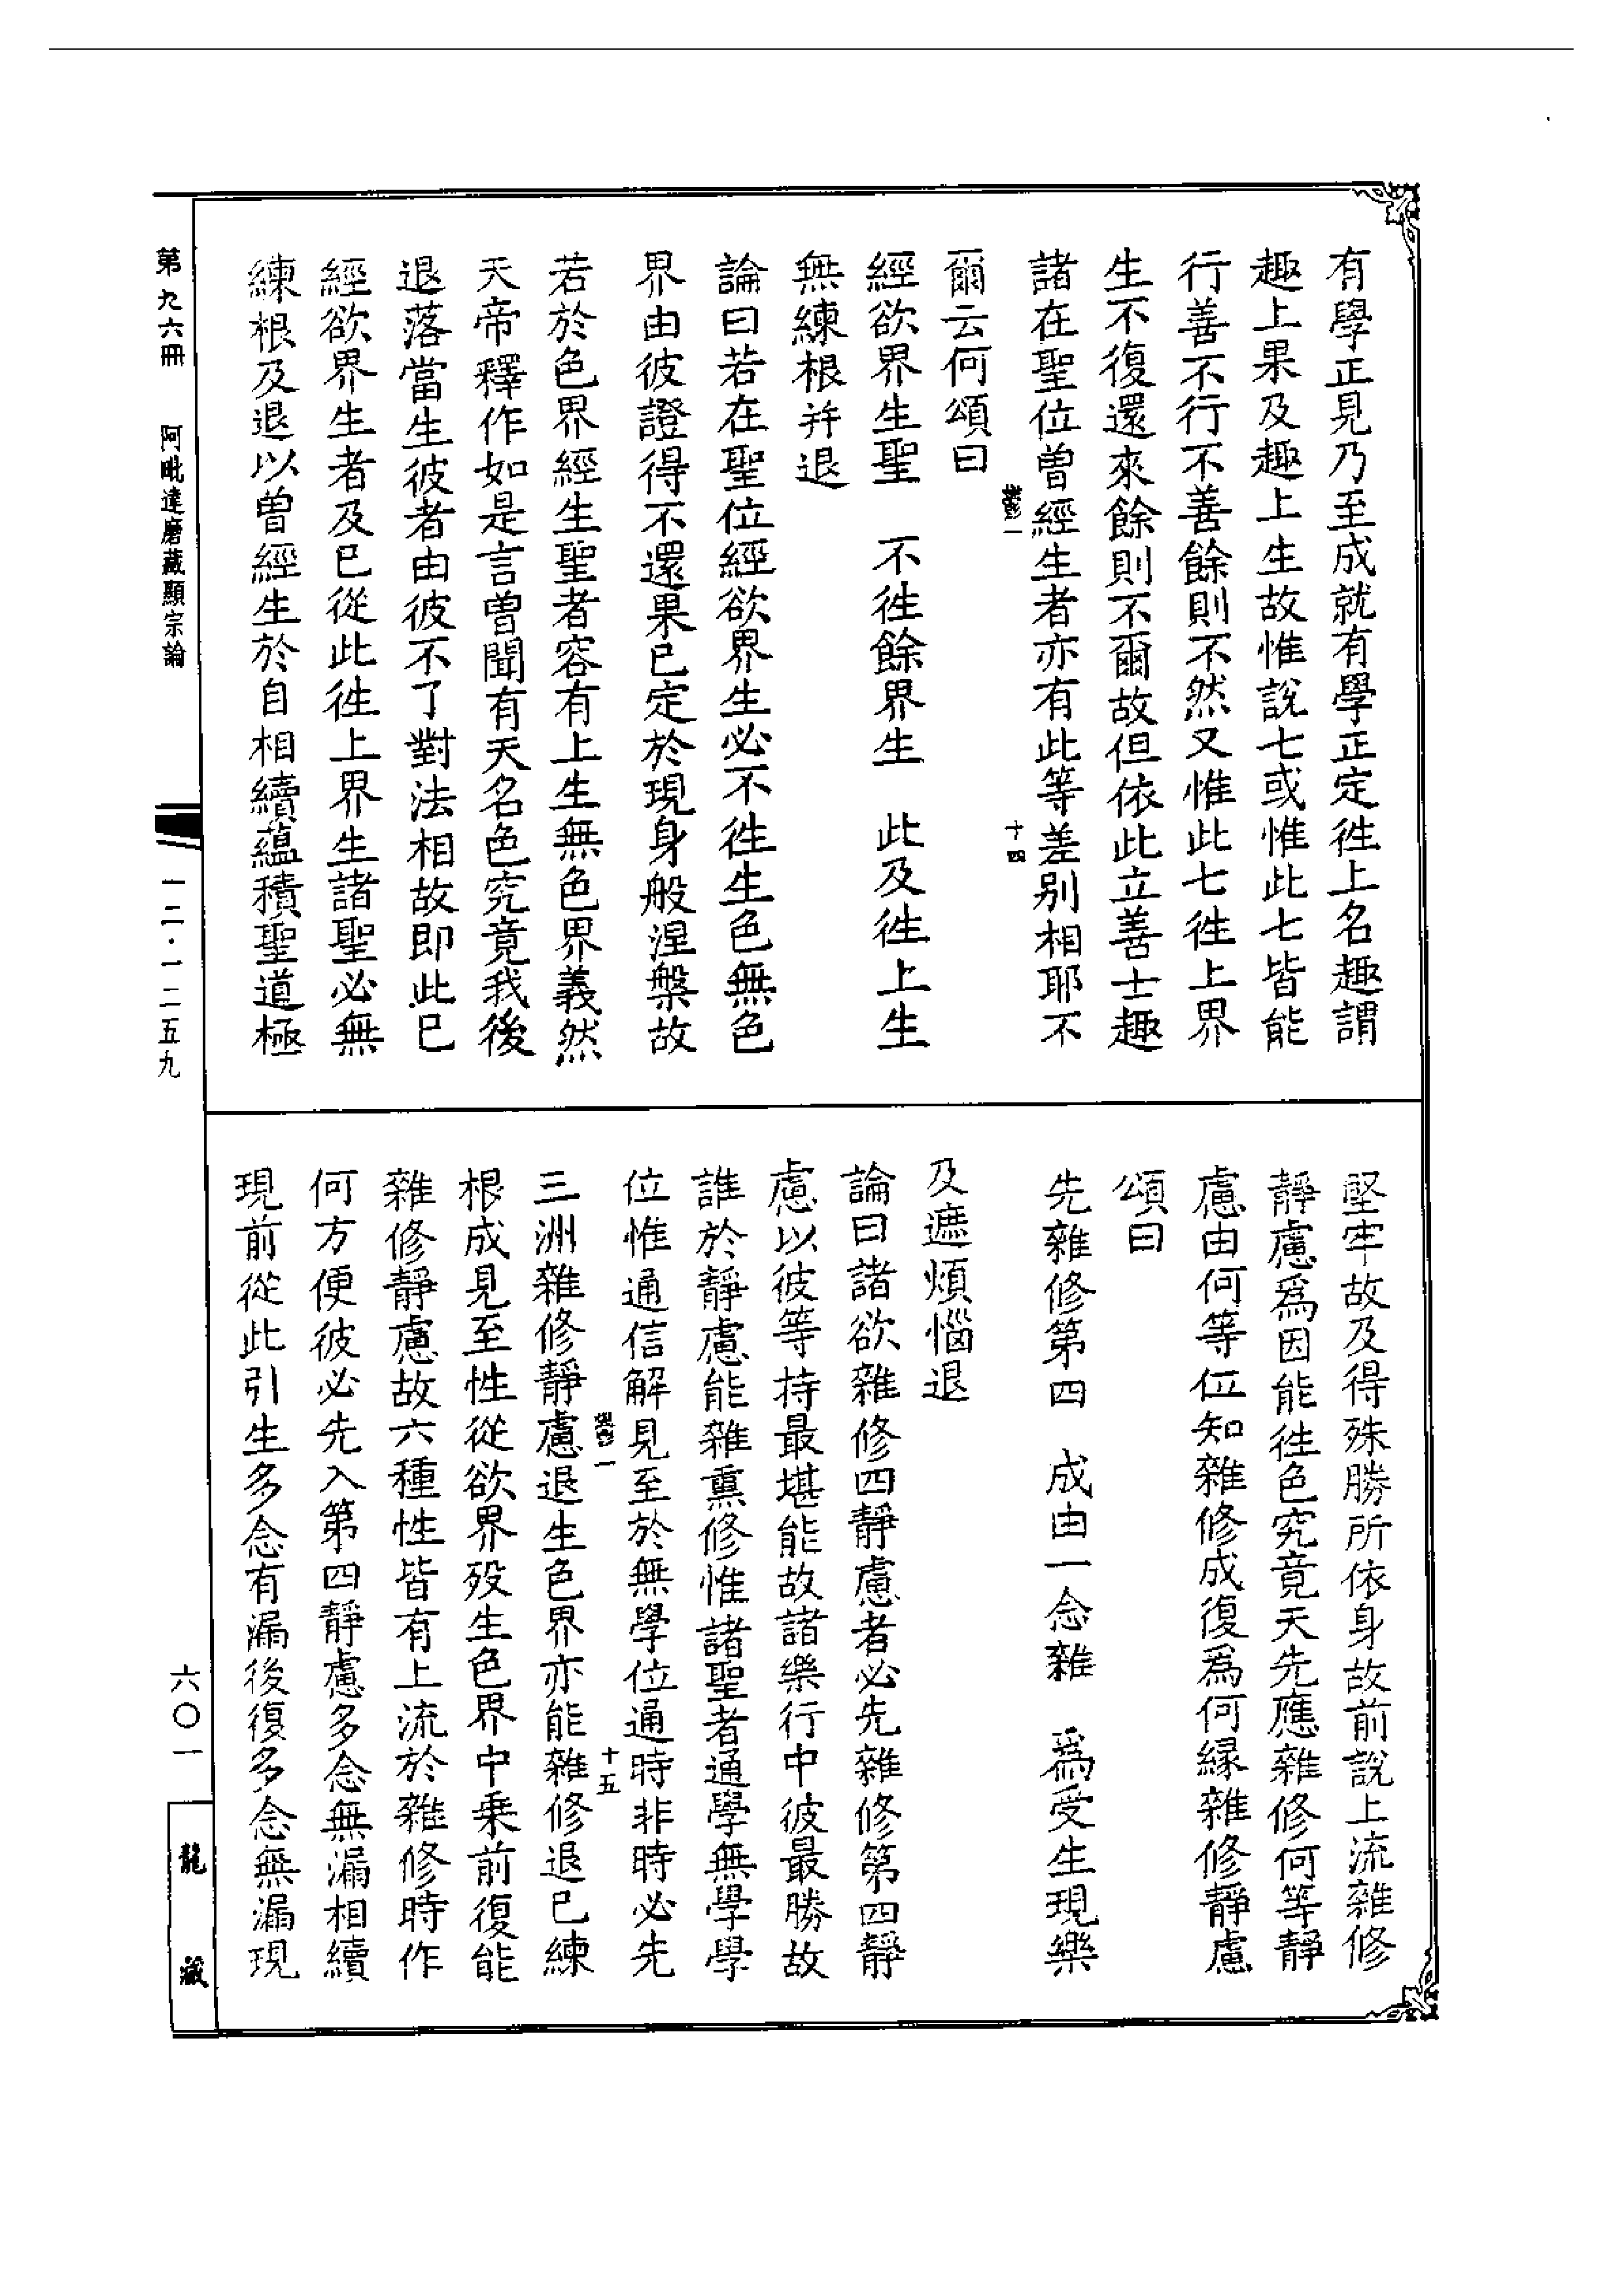 有學正見乃至成就有學正定徃上名趣謂
趣上果及趣上生故惟說七或惟此七皆能
行善不行不善餘則不然又惟此七徃上界
生不復還來餘則不爾故但依此立善士趣
諸在聖位曾經生者亦有此等差別相耶不
十四
爾云何頌曰
經欲界生聖　不徃餘界生　此及徃上生
無練根并退
論曰若在聖位經欲界生必不徃生色無色
界由彼證得不還果已定於現身般涅槃故
若於色界經生聖者容有上生無色界義然
天帝釋作如是言曾聞有天名色究竟我後
退落當生彼者由彼不了對法相故即此已
經欲界生者及已從此徃上界生諸聖必無
練根及退以曾經生於自相續蘊積聖道極
堅牢故及得殊勝所依身故前說上流雜修
靜慮爲因能徃色究竟天先應雜修何等靜
慮由何等位知雜修成復爲何緣雜修靜慮
頌曰
先雜修第四　成由一念雜　爲受生現樂
及遮煩惱退
論曰諸欲雜修四靜慮者必先雜修第四靜
慮以彼等持最堪能故諸樂行中彼最勝故
誰於靜慮能雜熏修惟諸聖者通學無學學
位惟通信解見至於無學位通時非時必先
十五
三洲雜修靜慮退生色界亦能雜修退已練
根成見至性從欲界歿生色界中乗前復能
雜修靜慮故六種性皆有上流於雜修時作
何方便彼必先入第四靜慮多念無漏相續
現前從此引生多念有漏後復多念無漏現
第九六冊　阿毗達磨藏顯宗論
一二·一二五九
六〇一
龍藏